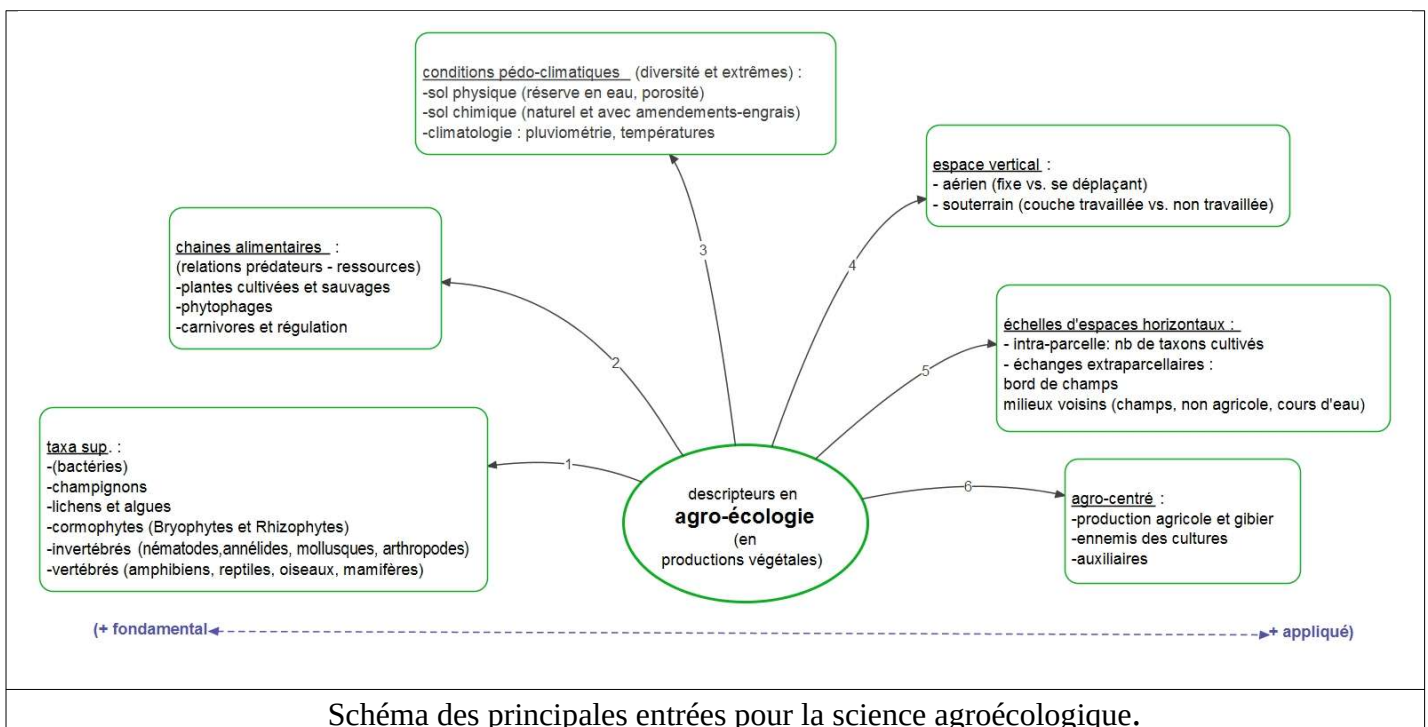 conditions pédo-climatiques (diversité et extrêmes) :
-sol physique (réserve en eau, porosité)
-sol chimique (naturel et avec amendements-engrais)
-climatologie : pluviométrie, températures
espace vertical :
- aérien (fixe vs. se déplaçant)
- souterrain (couche travaillée vs. non travaillée)
chaines alimentaires :
(relations prédateurs - ressources)
-plantes cultivées et sauvages
-phytophages
-carnivores et régulation
échelles d'espaces horizontaux :
- intra-parcelle: nb de taxons cultivés
- échanges extraparcellaires :
bord de champs
milieux voisins (champs, non agricole, cours d'eau)
taxa sup. :
-(bactéries)
-champignons
-lichens et algues
-cormophytes (Bryophytes et Rhizophytes)
-invertébrés (nématodes,annélides, mollusques, arthropodes)
-vertébrés (amphibiens, reptiles, oiseaux, mamifères)
descripteurs en
agro-écologie
(en
productions végétales)
agro-centré :
-production agricole et gibier
-ennemis des cultures
-auxiliaires
1
2
3
4
5
6
(+ fondamental
+ appliqué)
Schéma des principales entrées pour la science agroécologique.